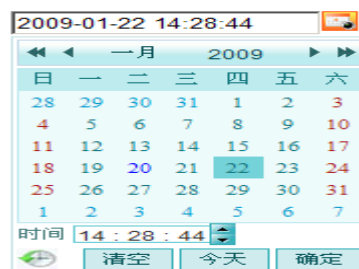 2009-01-22 14:28:44
一月 2009
日 一 二 三 四 五 六
28 29 30 31 1 2 3
4 5 6 7 8 9 10
11 12 13 14 15 16 17
18 19 20 21 22 23 24
25 26 27 28 29 30 31
1 2 3 4 5 6 7
时间 14 : 28 : 44
清空 今天 确定